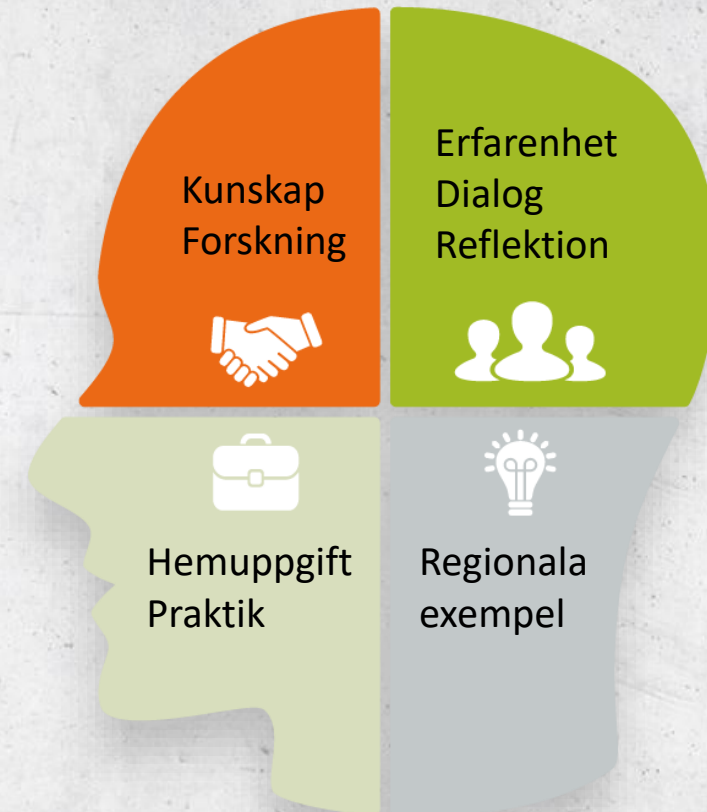 Kunskap
Forskning
Erfarenhet
Dialog
Reflektion
Hemuppgift
Praktik
Regionala
exempel